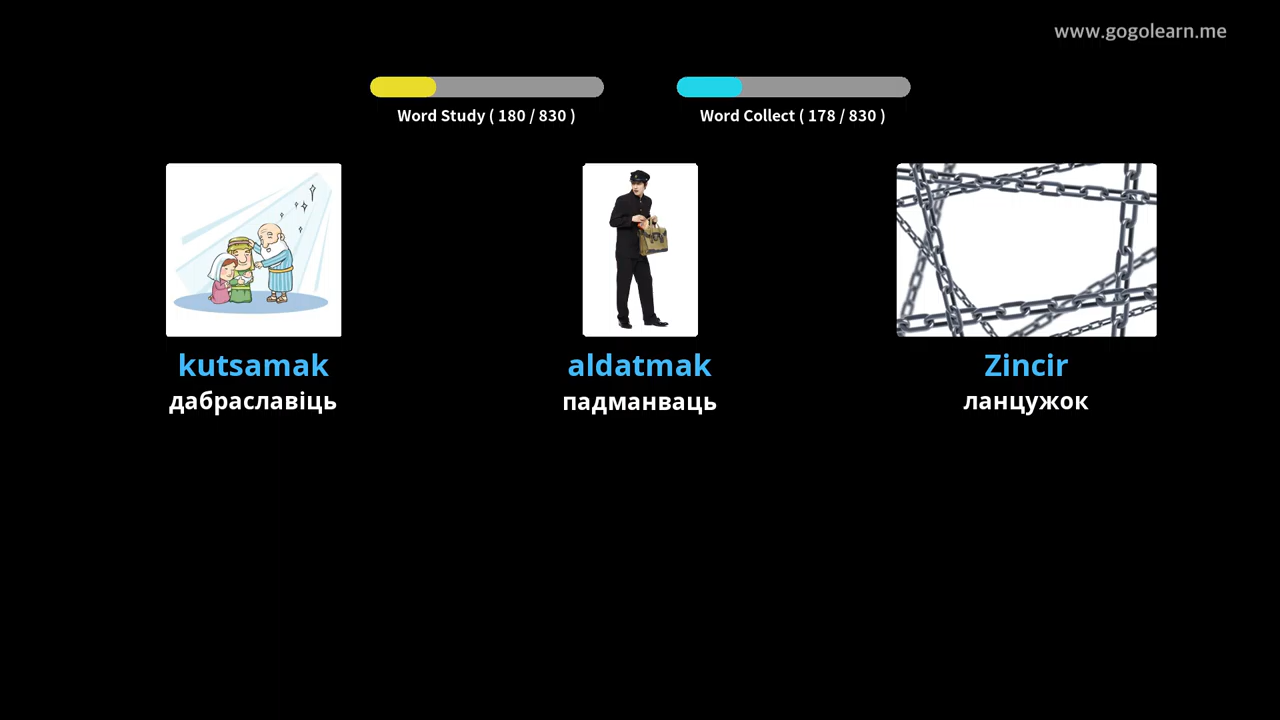 www.gogolearn.me
Word Study ( 180 / 830 )
Word Collect ( 178 / 830 )
kutsamak
дабраславіць
aldatmak
падманваць
Zincir
ланцужок